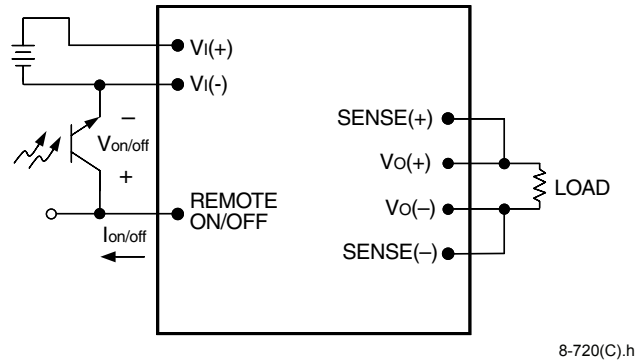 VI(+)
VI(-)
SENSE(+)
–
Von/off
+
VO(+)
LOAD
VO(–)
REMOTE
ON/OFF
Ion/off
SENSE(–)
8-720(C).h